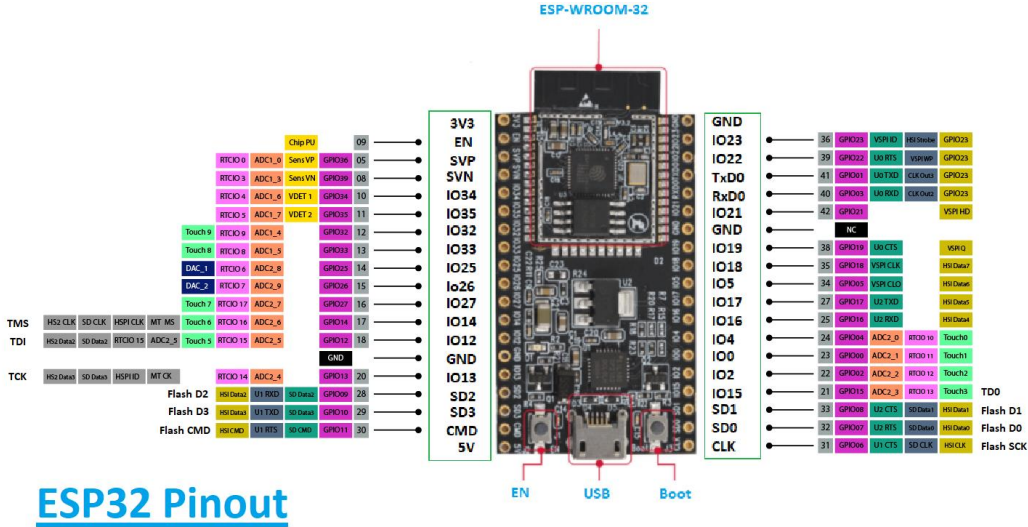 ESP-WROOM-32
3V3
Chip PU 09 EN
RTCIO 0 ADC1_0 Sens VP GPIO36 05 SVP
RTCIO 3 ADC1_3 Sens VN GPIO39 08 SVN
RTCIO 4 ADC1_6 VDET 1 GPIO34 10 IO34
RTCIO 5 ADC1_7 VDET 2 GPIO35 11 IO35
Touch 9 RTCIO 9 ADC1_4 GPIO32 12 IO32
Touch 8 RTCIO 8 ADC1_5 GPIO33 13 IO33
DAC_1 RTCIO 6 ADC2_8 GPIO25 14 IO25
DAC_2 RTCIO 7 ADC2_9 GPIO26 15 Io26
Touch 7 RTCIO 17 ADC2_7 GPIO27 16 IO27
TMS HS2 CLK SD CLK HSPI CLK MT MS Touch 6 RTCIO 16 ADC2_6 GPIO14 17 IO14
TDI HS2 Data2 SD Data2 RTCIO 15 ADC2_5 Touch 5 RTCIO 15 ADC2_5 GPIO12 18 IO12
GND GND
TCK HS2 Data3 SD Data3 HSPI ID MT CK RTCIO 14 ADC2_4 GPIO13 20 IO13
Flash D2 HSI Data2 U1 RXD SD Data2 GPIO09 28 SD2
Flash D3 HSI Data3 U1 TXD SD Data3 GPIO10 29 SD3
Flash CMD HSI CMD U1 RTS SD CMD GPIO11 30 CMD
5V
GND
IO23 36 GPIO23 VSPI ID HSI Strobe GPIO23
IO22 39 GPIO22 U0 RTS VSPI WP GPIO23
TxD0 41 GPIO01 U0 TXD CLK Out3 GPIO23
RxD0 40 GPIO03 U0 RXD CLK Out2 GPIO23
IO21 42 GPIO21 VSPI HD
GND NC
IO19 38 GPIO19 U0 CTS VSPI Q
IO18 35 GPIO18 VSPI CLK HSI Data7
IO5 34 GPIO05 VSPI CLO HSI Data6
IO17 27 GPIO17 U2 TXD HSI Data5
IO16 25 GPIO16 U2 RXD HSI Data4
IO4 24 GPIO04 ADC2_0 RTCIO 10 Touch0
IO0 23 GPIO00 ADC2_1 RTCIO 11 Touch1
IO2 22 GPIO02 ADC2_2 RTCIO 12 Touch2
IO15 21 GPIO15 ADC2_3 RTCIO 13 Touch3 TD0
SD1 33 GPIO08 U2 CTS SD Data1 HSI Data1 Flash D1
SD0 32 GPIO07 U2 RTS SD Data0 HSI Data0 Flash D0
CLK 31 GPIO06 U1 CTS SD CLK HSI CLK Flash SCK
EN USB Boot
ESP32 Pinout